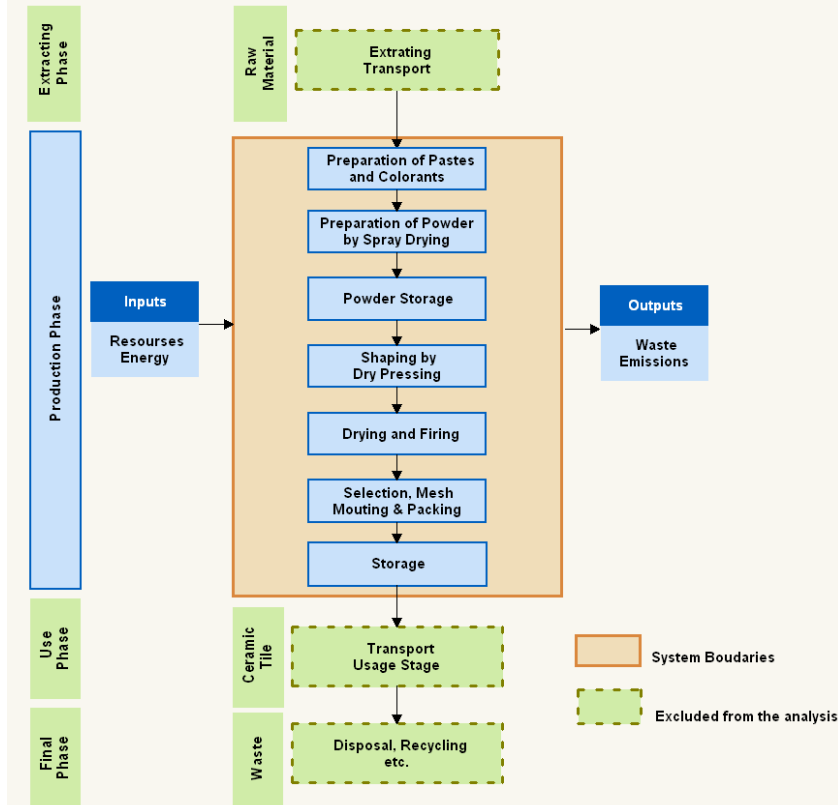 Extracting
Phase
Raw
Material
Extrating
Transport
Production Phase
Preparation of Pastes
and Colorants
Preparation of Powder
by Spray Drying
Inputs
Resourses
Energy
Powder Storage
Outputs
Waste
Emissions
Shaping by
Dry Pressing
Drying and Firing
Selection, Mesh
Mouting & Packing
Storage
Use
Phase
Ceramic
Tile
Transport
Usage Stage
System Boudaries
Excluded from the analysis
Final
Phase
Waste
Disposal, Recycling
etc.